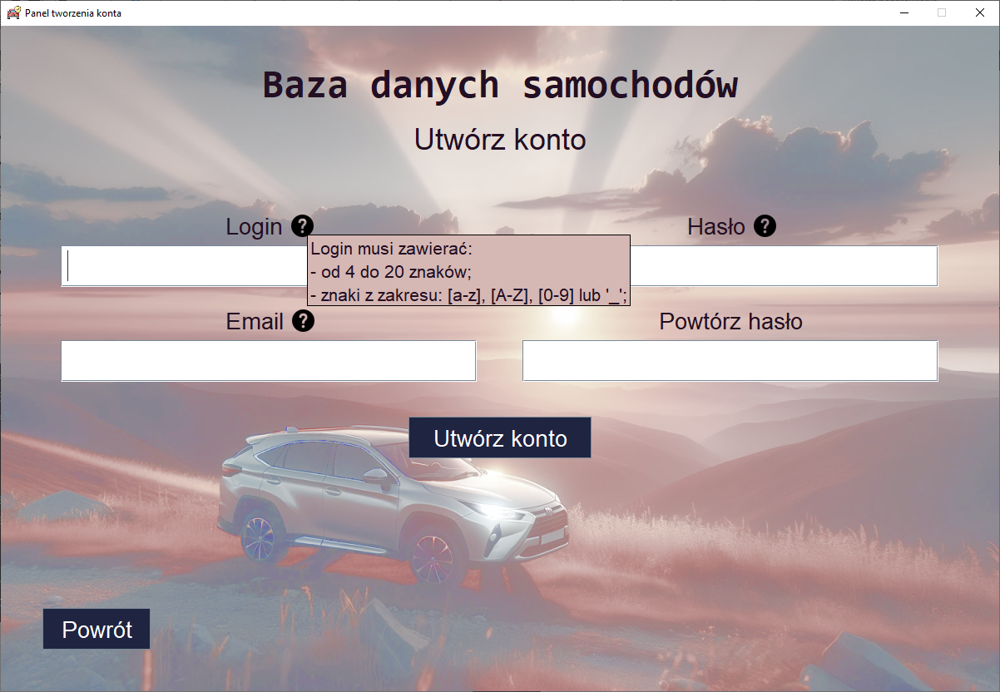 Panel tworzenia konta
Baza danych samochodów
Utwórz konto
Login ?
Hasło ?
Login musi zawierać:
- od 4 do 20 znaków;
- znaki z zakresu: [a-z], [A-Z], [0-9] lub '_';
Email ?
Powtórz hasło
Utwórz konto
Powrót